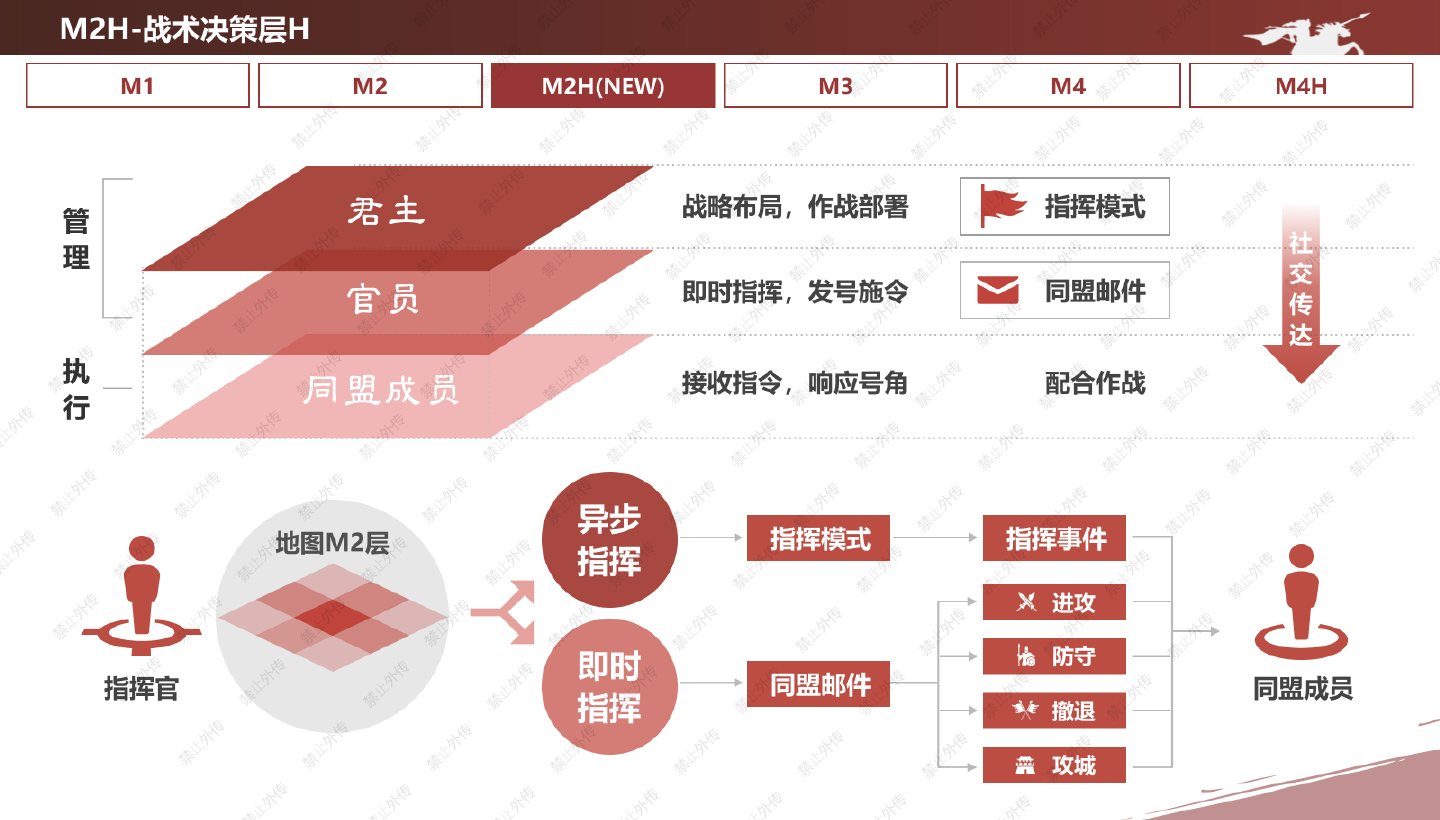 M2H-战术决策层H
M1
M2
M2H(NEW)
M3
M4
M4H
管理
君主
战略布局，作战部署
指挥模式
官员
即时指挥，发号施令
同盟邮件
执行
同盟成员
接收指令，响应号角
配合作战
社交传达
指挥官
地图M2层
异步
指挥
指挥模式
指挥事件
即时
指挥
同盟邮件
进攻
防守
撤退
攻城
同盟成员
禁止外传